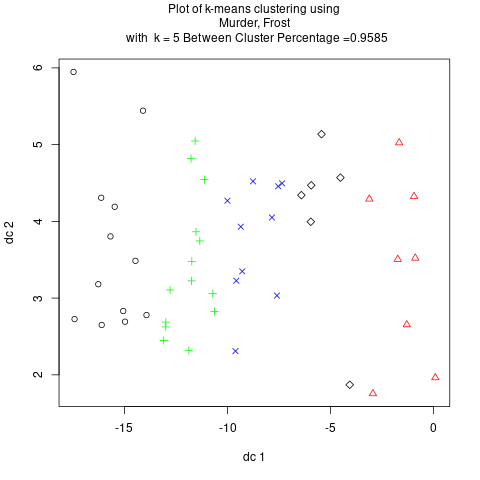 Plot of k-means clustering using
Murder, Frost
with  k = 5 Between Cluster Percentage =0.9585
6
5
4
3
2
dc 2
-15
-10
-5
0
dc 1